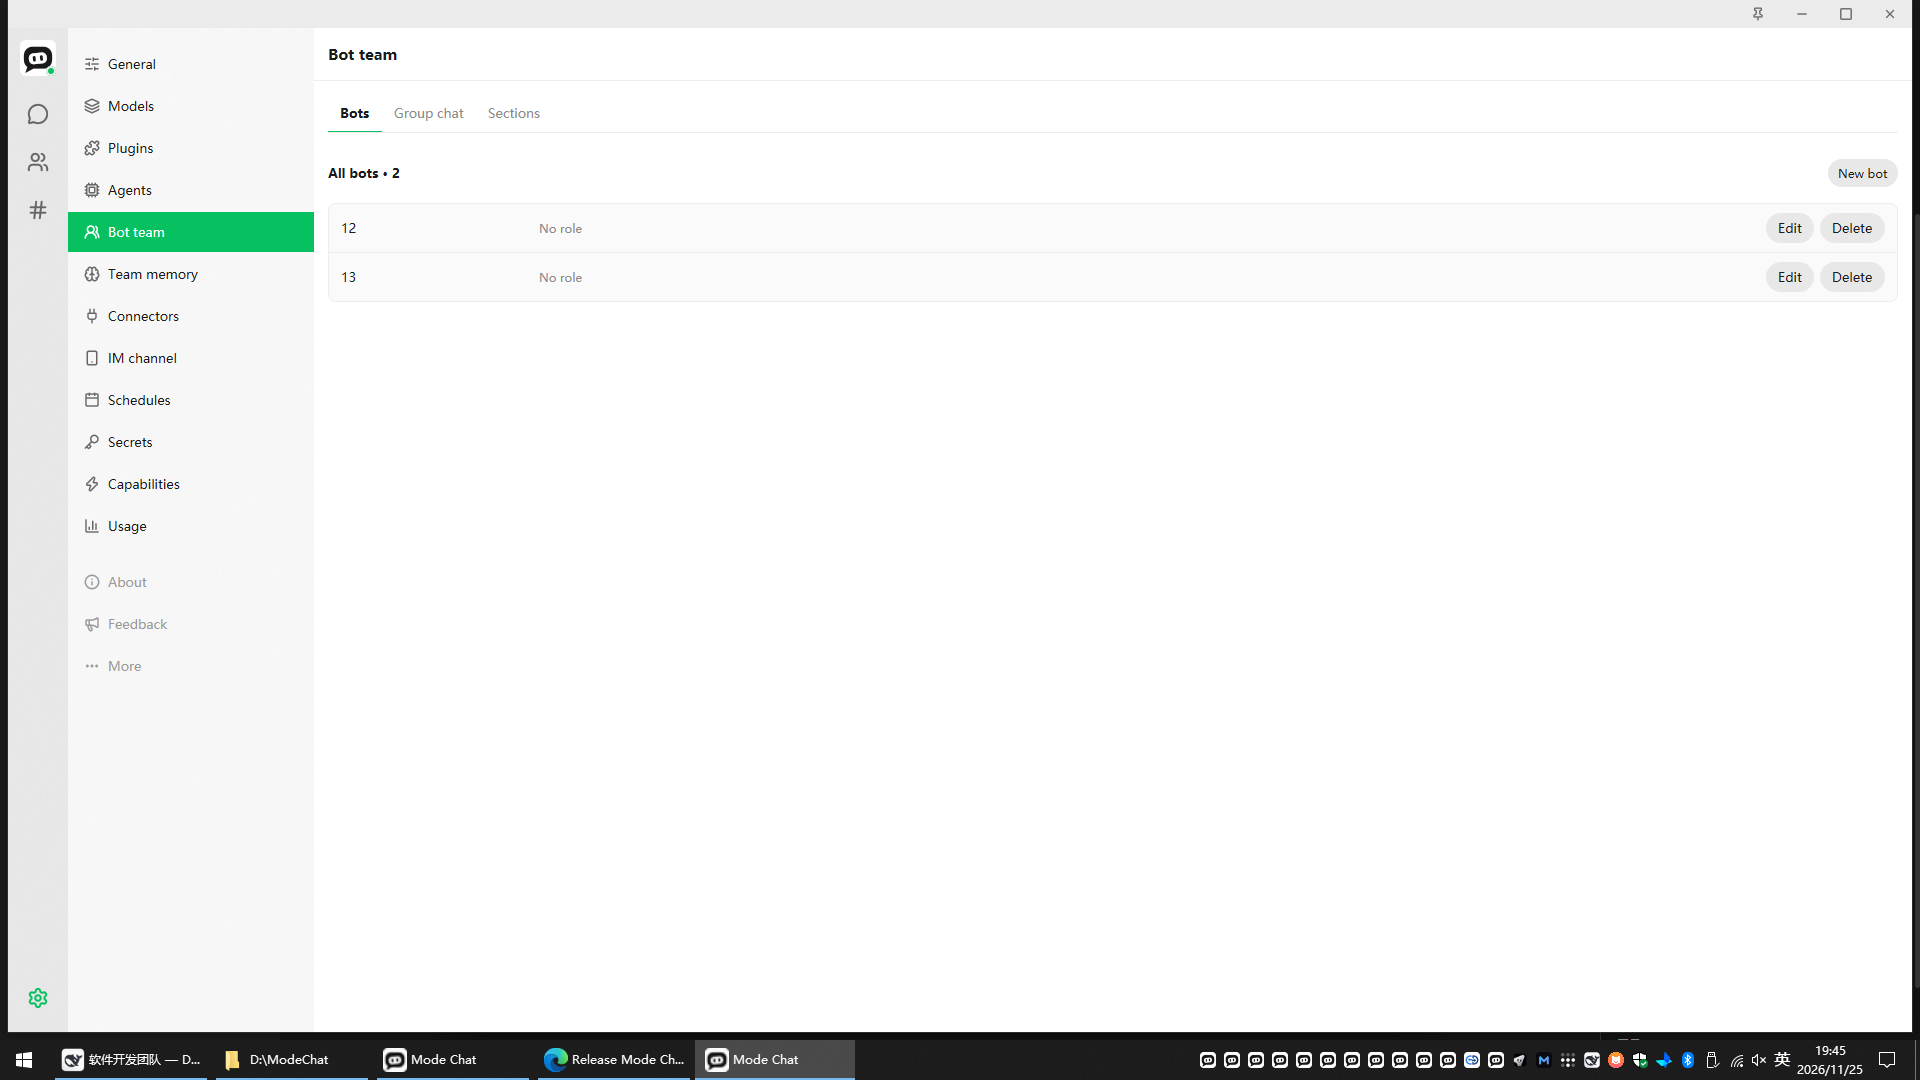 General
Models
Plugins
Agents
Bot team
Team memory
Connectors
IM channel
Schedules
Secrets
Capabilities
Usage
About
Feedback
More
Bot team
Bots Group chat Sections
All bots • 2 New bot
12 No role Edit Delete
13 No role Edit Delete
软件开发团队 — D...
D:\ModeChat
Mode Chat
Release Mode Ch...
Mode Chat
英
19:45
2026/11/25